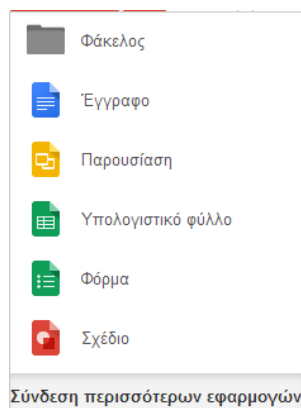 Φάκελος
Έγγραφο
Παρουσίαση
Υπολογιστικό φύλλο
Φόρμα
Σχέδιο
Σύνδεση περισσότερων εφαρμογών